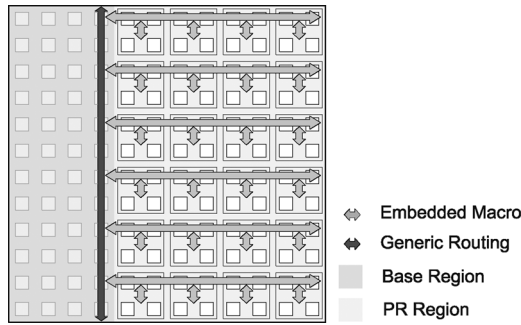 Embedded Macro
Generic Routing
Base Region
PR Region